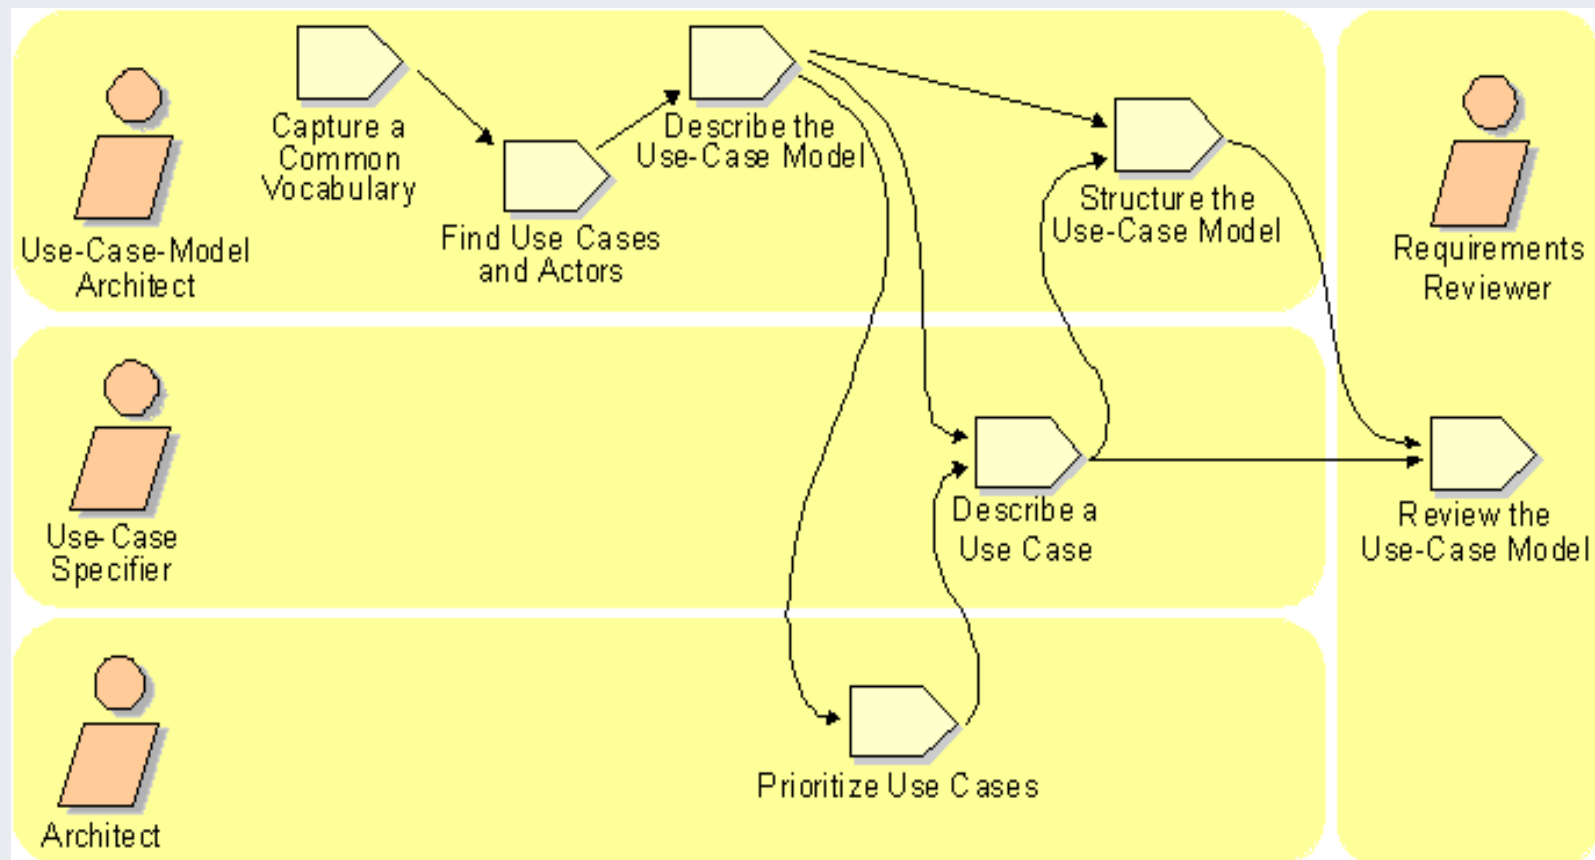 Capture a
Common
Vocabulary
Describe the
Use-Case Model
Find Use Cases
and Actors
Structure the
Use-Case Model
Use-Case-Model
Architect
Requirements
Reviewer
Use-Case
Specifier
Describe a
Use Case
Review the
Use-Case Model
Prioritize Use Cases
Architect